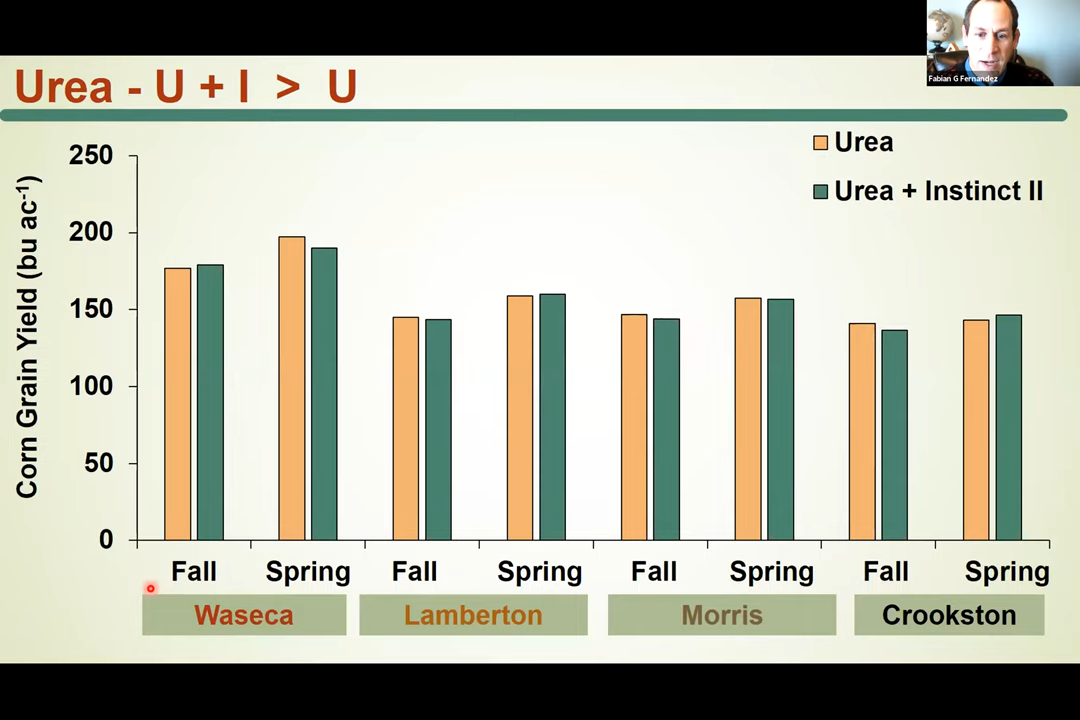 Fabian G Fernandez
Urea - U + I > U
Urea
Urea + Instinct II
Corn Grain Yield (bu ac⁻¹)
250
200
150
100
50
0
Fall Spring Fall Spring Fall Spring Fall Spring
Waseca Lamberton Morris Crookston